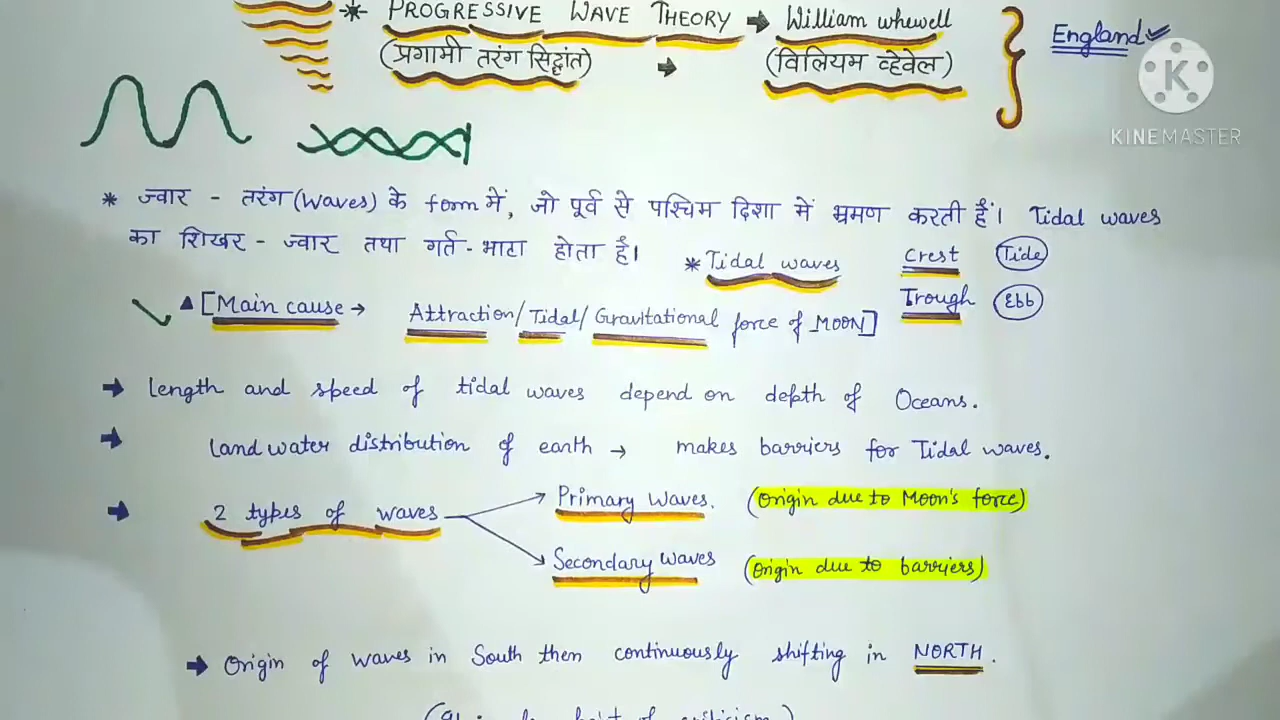 PROGRESSIVE WAVE THEORY → William whewell
England
(प्रगामी तरंग सिद्धांत) → (विलियम व्हेवेल)
K
KINEMASTER
* ज्वार - तरंग (Waves) के form में, जो पूर्व से पश्चिम दिशा में भ्रमण करती हैं। Tidal waves
का शिखर - ज्वार तथा गर्त - भाटा होता है।
* Tidal waves Crest (Tide)
Trough (Ebb)
[Main cause → Attraction/Tidal/Gravitational force of MOON]
→ Length and speed of tidal waves depend on depth of Oceans.
→ Land water distribution of earth → makes barriers for Tidal waves.
→ 2 types of waves
Primary Waves. (Origin due to Moon's force)
Secondary waves (Origin due to barriers)
→ Origin of waves in South then continuously shifting in NORTH.
of criticism)